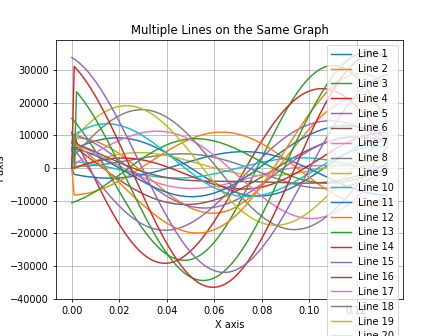 Multiple Lines on the Same Graph
30000
20000
10000
0
−10000
−20000
−30000
−40000
0.00
0.02
0.04
0.06
0.08
0.10
X axis
Line 1
Line 2
Line 3
Line 4
Line 5
Line 6
Line 7
Line 8
Line 9
Line 10
Line 11
Line 12
Line 13
Line 14
Line 15
Line 16
Line 17
Line 18
Line 19
Line 20